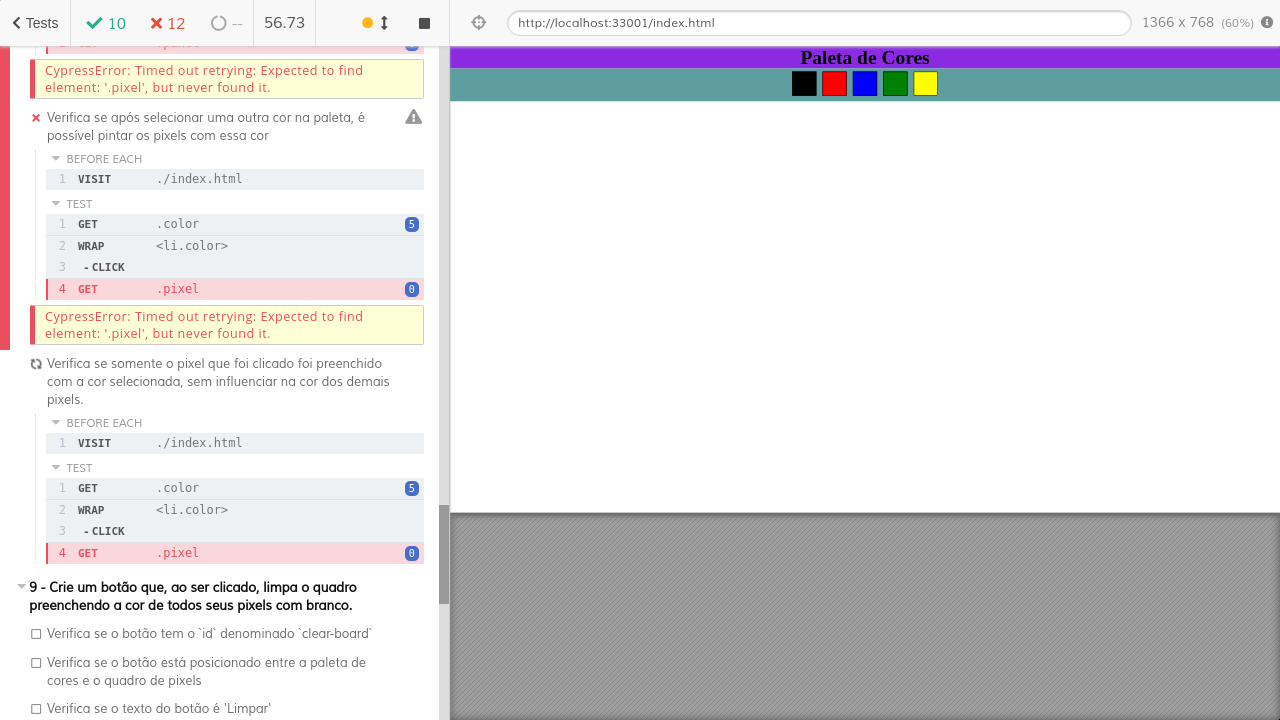 Tests
10
12
--
56.73
http://localhost:33001/index.html
1366 x 768 (60%)
CypressError: Timed out retrying: Expected to find
element: '.pixel', but never found it.
Verifica se após selecionar uma outra cor na paleta, é
possível pintar os pixels com essa cor
BEFORE EACH
1 VISIT ./index.html
TEST
1 GET .color 5
2 WRAP <li.color>
3 - CLICK
4 GET .pixel 0
CypressError: Timed out retrying: Expected to find
element: '.pixel', but never found it.
Verifica se somente o pixel que foi clicado foi preenchido
com a cor selecionada, sem influenciar na cor dos demais
pixels.
BEFORE EACH
1 VISIT ./index.html
TEST
1 GET .color 5
2 WRAP <li.color>
3 - CLICK
4 GET .pixel 0
9 - Crie um botão que, ao ser clicado, limpa o quadro
preenchendo a cor de todos seus pixels com branco.
Verifica se o botão tem o `id` denominado `clear-board`
Verifica se o botão está posicionado entre a paleta de
cores e o quadro de pixels
Verifica se o texto do botão é 'Limpar'
Paleta de Cores